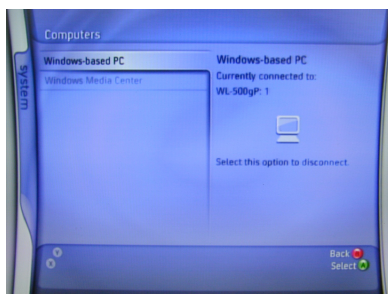 Computers
system
Windows-based PC
Windows Media Center
Windows-based PC
Currently connected to:
WL-500gP: 1
Select this option to disconnect.
Y
X
Back B
Select A